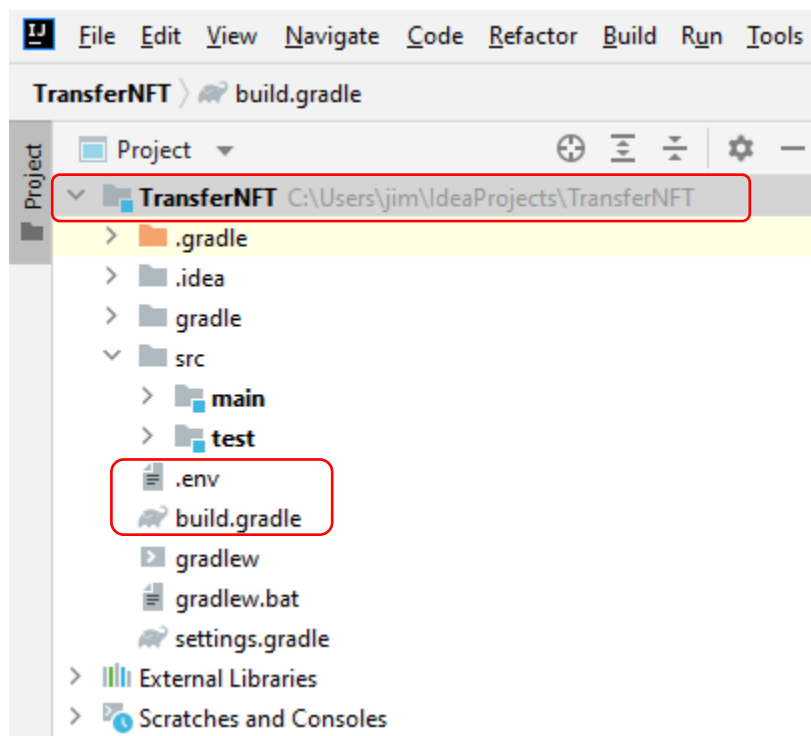 IJ File Edit View Navigate Code Refactor Build Run Tools
TransferNFT build.gradle
Project
Project
TransferNFT C:\Users\jim\IdeaProjects\TransferNFT
.gradle
.idea
gradle
src
main
test
.env
build.gradle
gradlew
gradlew.bat
settings.gradle
External Libraries
Scratches and Consoles